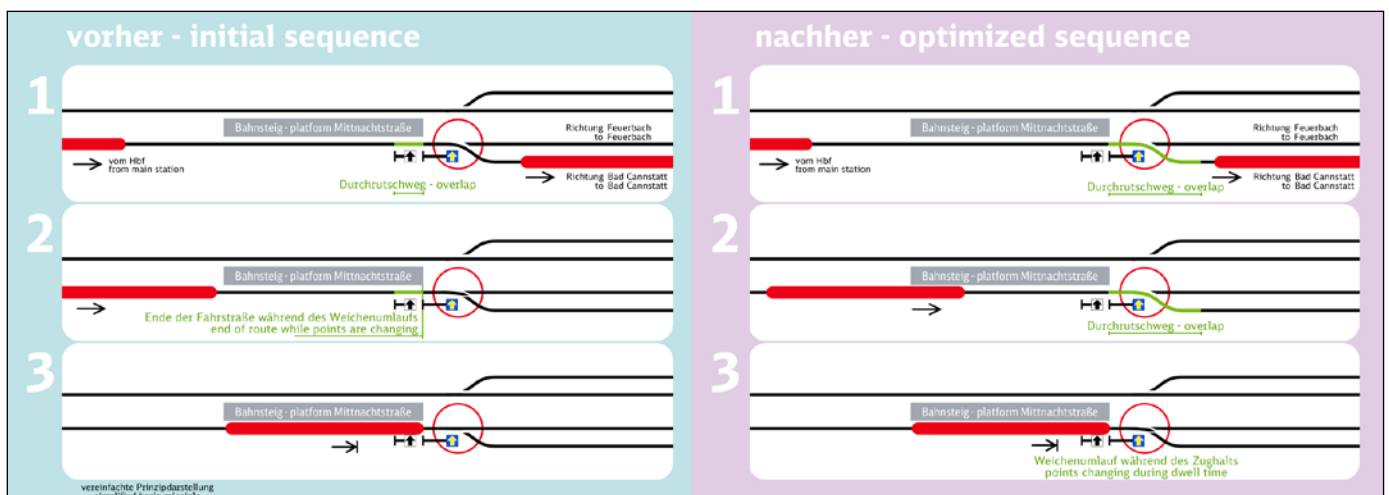 vorher - initial sequence
1
Bahnsteig - platform Mittnachtstraße
Richtung Feuerbach
to Feuerbach
vom Hbf
from main station
Durchrutschweg - overlap
Richtung Bad Cannstatt
to Bad Cannstatt
2
Bahnsteig - platform Mittnachtstraße
Ende der Fahrstraße während des Weichenumlaufs
end of route while points are changing
3
Bahnsteig - platform Mittnachtstraße
vereinfachte Prinzipdarstellung
nachher - optimized sequence
1
Bahnsteig - platform Mittnachtstraße
Richtung Feuerbach
to Feuerbach
vom Hbf
from main station
Durchrutschweg - overlap
Richtung Bad Cannstatt
to Bad Cannstatt
2
Bahnsteig - platform Mittnachtstraße
Durchrutschweg - overlap
3
Bahnsteig - platform Mittnachtstraße
Weichenumlauf während des Zughalts
points changing during dwell time